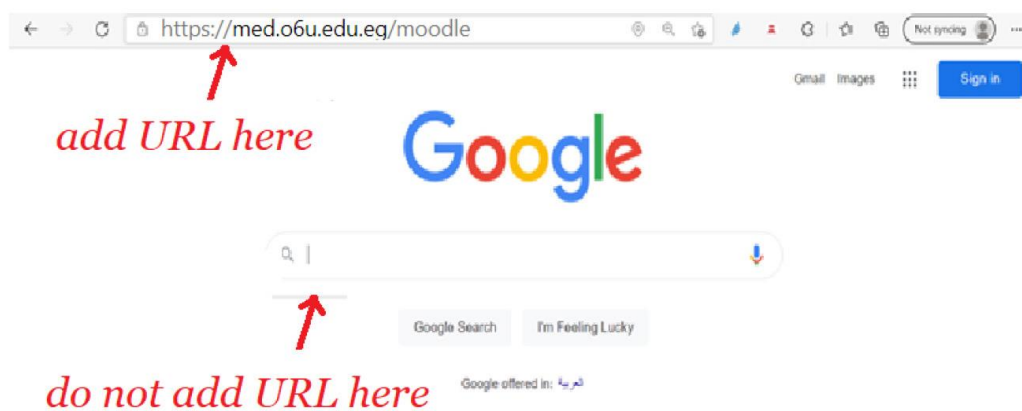 https://med.o6u.edu.eg/moodle
Not syncing
Gmail Images
Sign in
add URL here
Google
Google Search I'm Feeling Lucky
Google offered in: العربية
do not add URL here